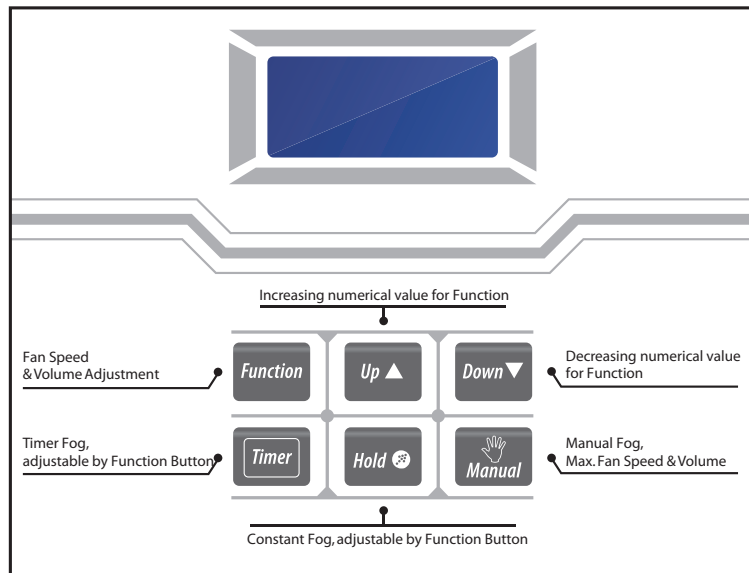 Increasing numerical value for Function
Fan Speed
& Volume Adjustment
Function
Up ▲
Down ▼
Decreasing numerical value
for Function
Timer Fog,
adjustable by Function Button
Timer
Hold
Manual
Manual Fog,
Max. Fan Speed & Volume
Constant Fog, adjustable by Function Button